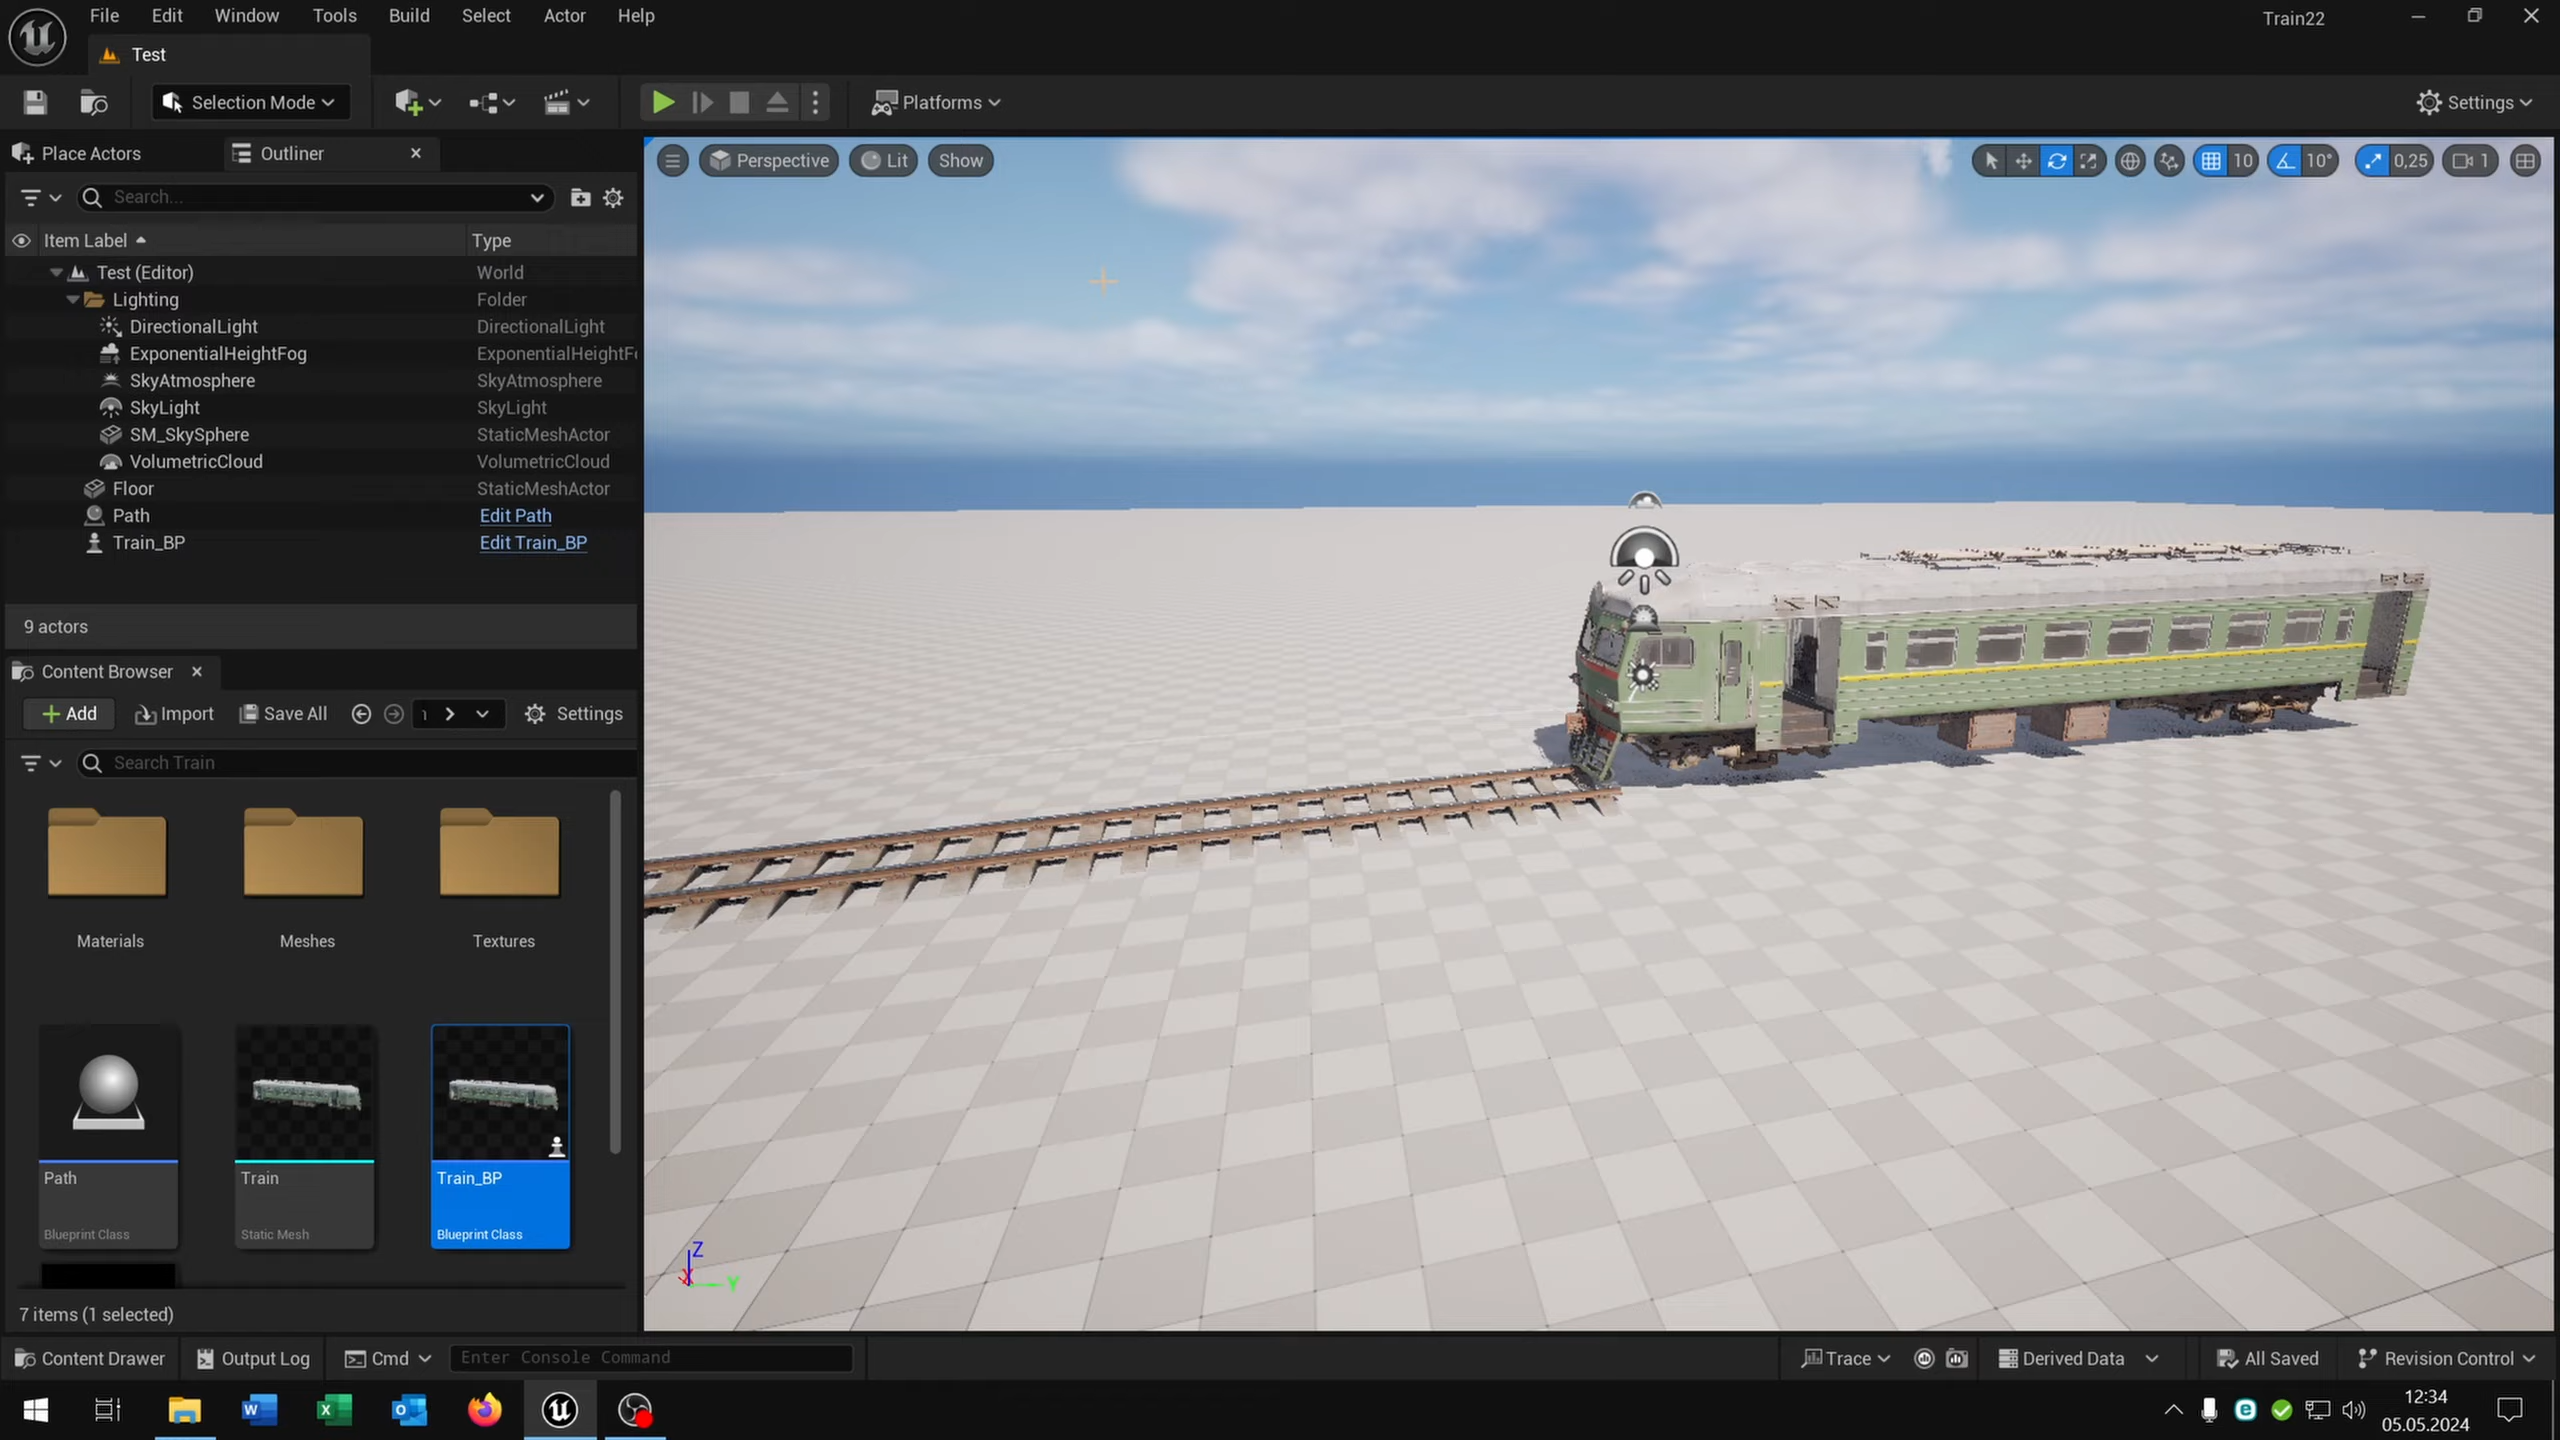 File Edit Window Tools Build Select Actor Help
Train22
Test
Selection Mode
Platforms
Settings
Place Actors
Outliner
Search...
Item Label
Type
Test (Editor)
World
Lighting
Folder
DirectionalLight
DirectionalLight
ExponentialHeightFog
ExponentialHeightF
SkyAtmosphere
SkyAtmosphere
SkyLight
SkyLight
SM_SkySphere
StaticMeshActor
VolumetricCloud
VolumetricCloud
Floor
StaticMeshActor
Path
Edit Path
Train_BP
Edit Train_BP
9 actors
Perspective
Lit
Show
10
10°
0,25
1
Content Browser
Add
Import
Save All
Settings
Search Train
Materials
Meshes
Textures
Path
Blueprint Class
Train
Static Mesh
Train_BP
Blueprint Class
Z
X
Y
7 items (1 selected)
Content Drawer
Output Log
Cmd
Enter Console Command
Trace
Derived Data
All Saved
Revision Control
12:34
05.05.2024